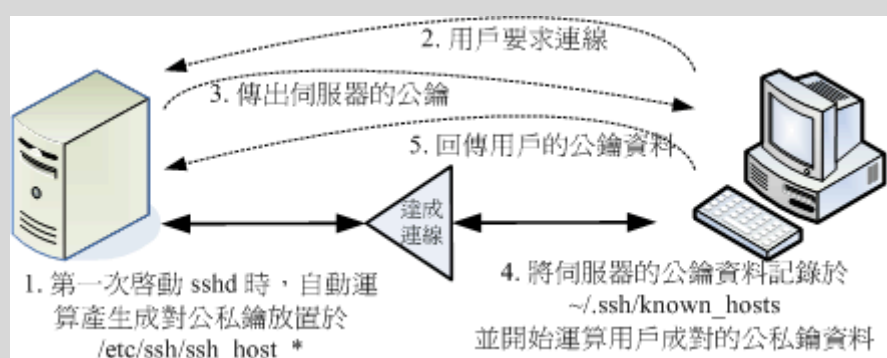 2. 用戶要求連線
3. 傳出伺服器的公鑰
5. 回傳用戶的公鑰資料
達成
連線
1. 第一次啟動 sshd 時，自動運
算產生成對公私鑰放置於
/etc/ssh/ssh_host_*
4. 將伺服器的公鑰資料記錄於
~/.ssh/known_hosts
並開始運算用戶成對的公私鑰資料